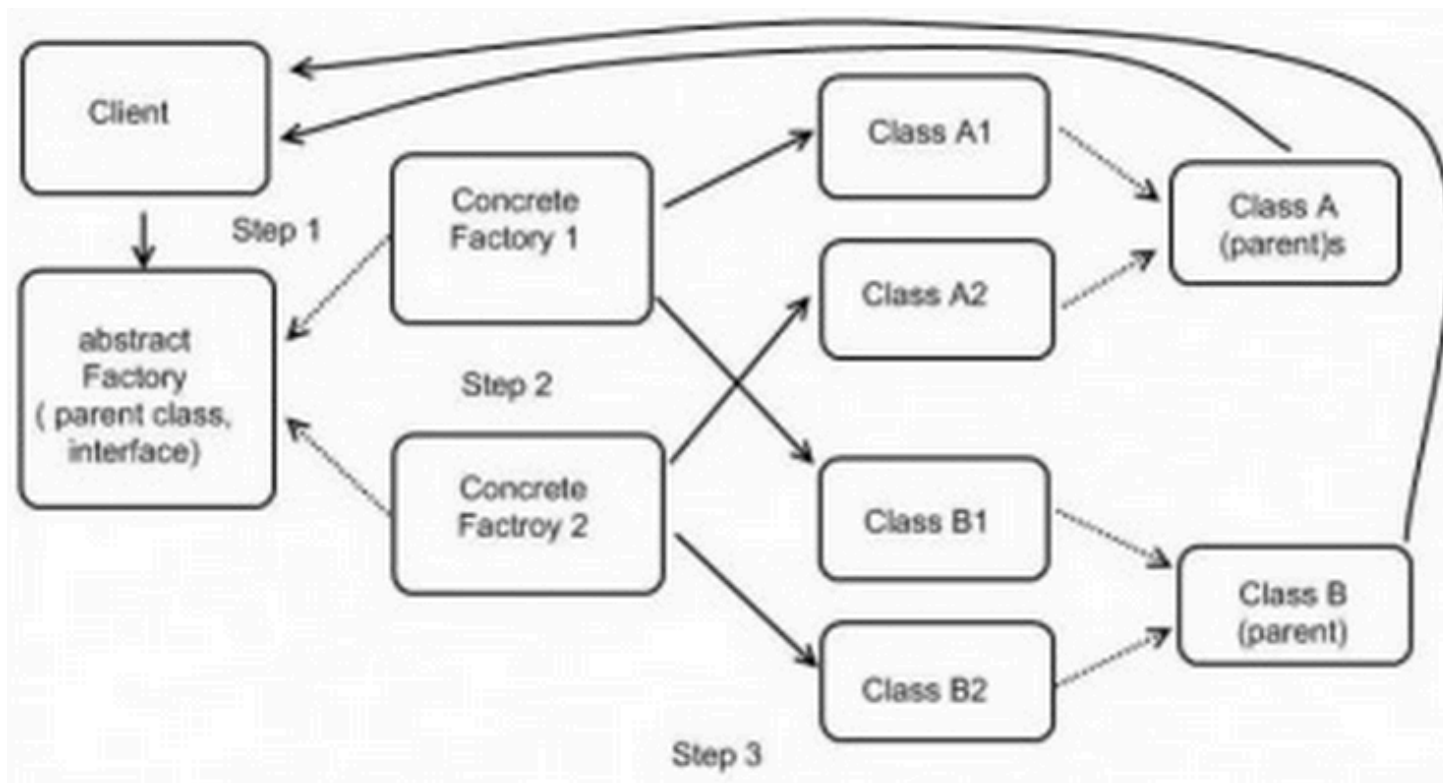 Client
Step 1
abstract
Factory
( parent class,
interface)
Concrete
Factory 1
Step 2
Concrete
Factroy 2
Class A1
Class A2
Class B1
Class B2
Step 3
Class A
(parent)s
Class B
(parent)